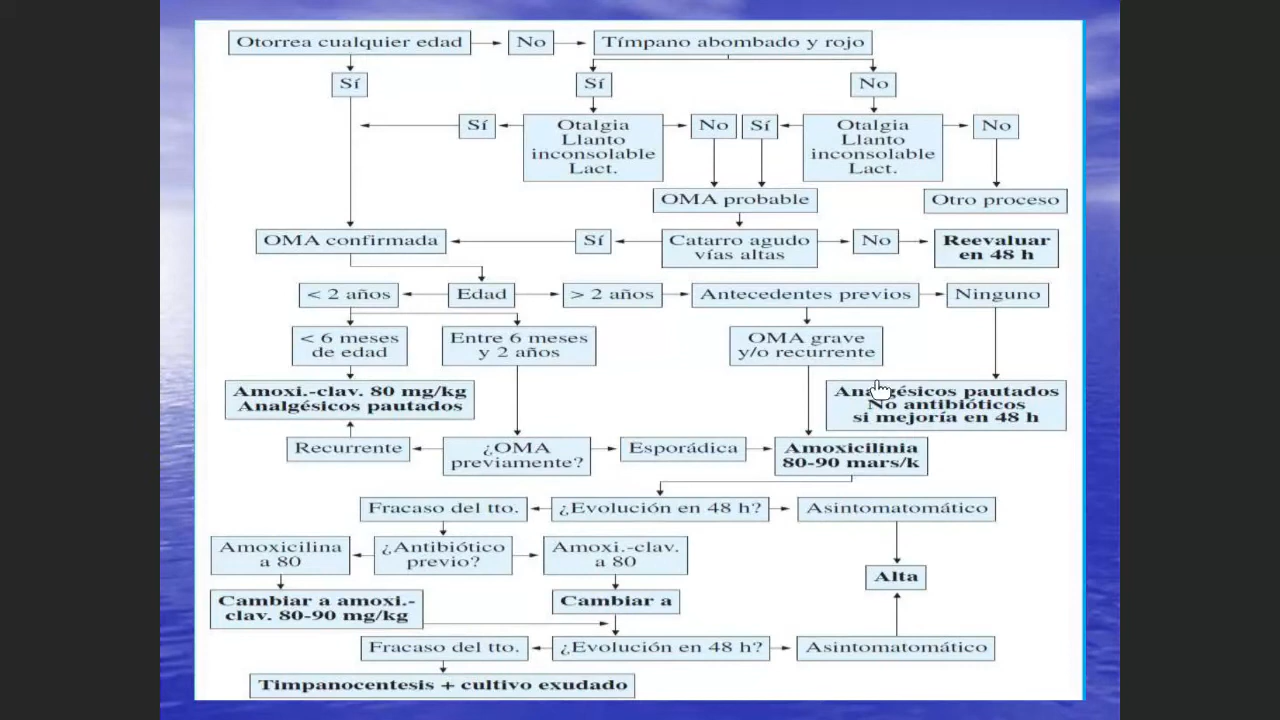 Otorrea cualquier edad
No
Tímpano abombado y rojo
Sí
Sí
No
Sí
Otalgia
Llanto
inconsolable
Lact.
No
Sí
Otalgia
Llanto
inconsolable
Lact.
No
OMA probable
Otro proceso
OMA confirmada
Sí
Catarro agudo
vías altas
No
Reevaluar
en 48 h
< 2 años
Edad
> 2 años
Antecedentes previos
Ninguno
< 6 meses
de edad
Entre 6 meses
y 2 años
OMA grave
y/o recurrente
Amoxi.-clav. 80 mg/kg
Analgésicos pautados
Analgésicos pautados
No antibióticos
si mejoría en 48 h
Recurrente
¿OMA
previamente?
Esporádica
Amoxicilinia
80-90 mars/k
Fracaso del tto.
¿Evolución en 48 h?
Asintomatomático
Amoxicilina
a 80
¿Antibiótico
previo?
Amoxi.-clav.
a 80
Alta
Cambiar a amoxi.-
clav. 80-90 mg/kg
Cambiar a
Fracaso del tto.
¿Evolución en 48 h?
Asintomatomático
Timpanocentesis + cultivo exudado